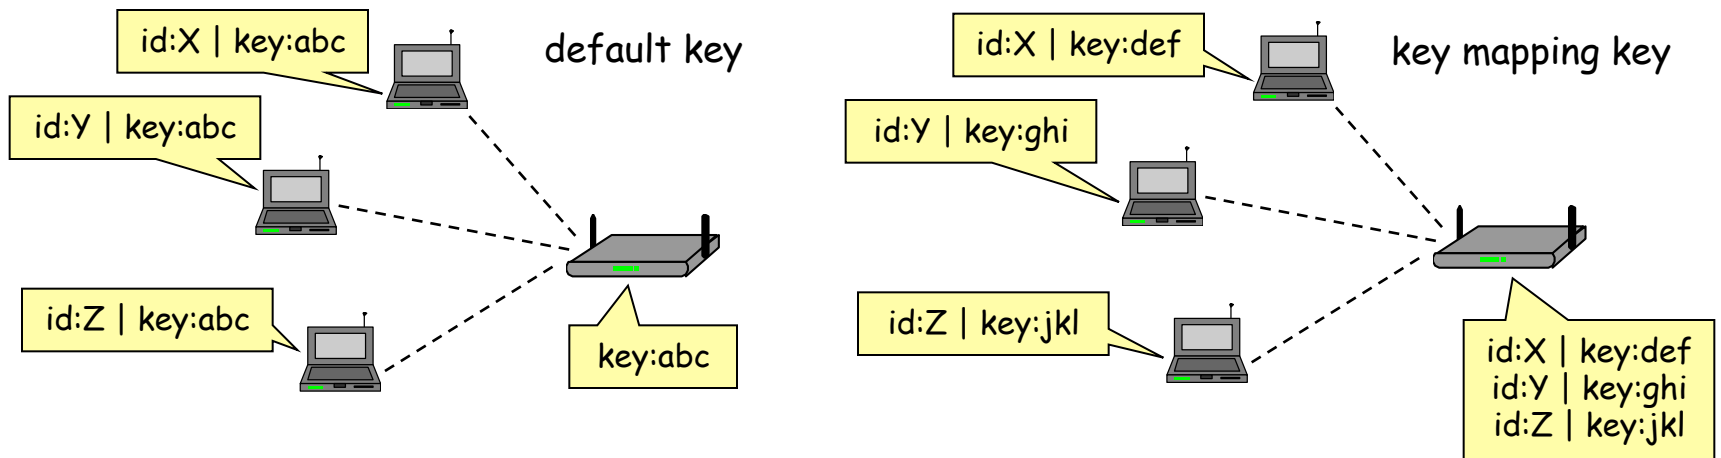 default key
id:X | key:abc
id:Y | key:abc
id:Z | key:abc
key:abc
key mapping key
id:X | key:def
id:Y | key:ghi
id:Z | key:jkl
id:X | key:def
id:Y | key:ghi
id:Z | key:jkl